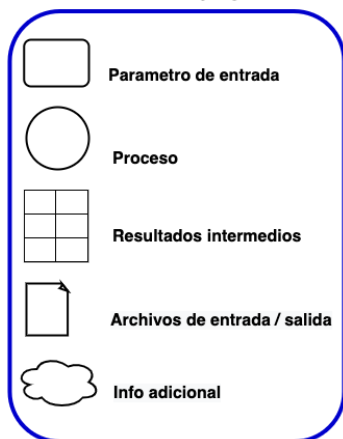 Parametro de entrada
Proceso
Resultados intermedios
Archivos de entrada / salida
Info adicional